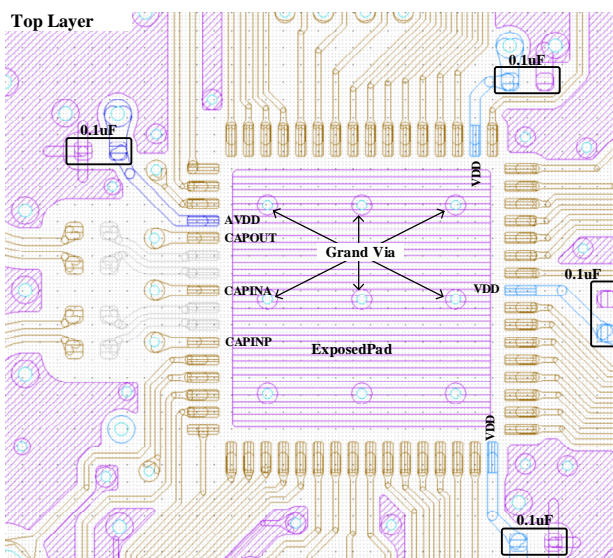 Top Layer
0.1uF
0.1uF
VDD
AVDD
CAPOUT
Grand Via
0.1uF
CAPINA
VDD
CAPINP
ExposedPad
VDD
0.1uF